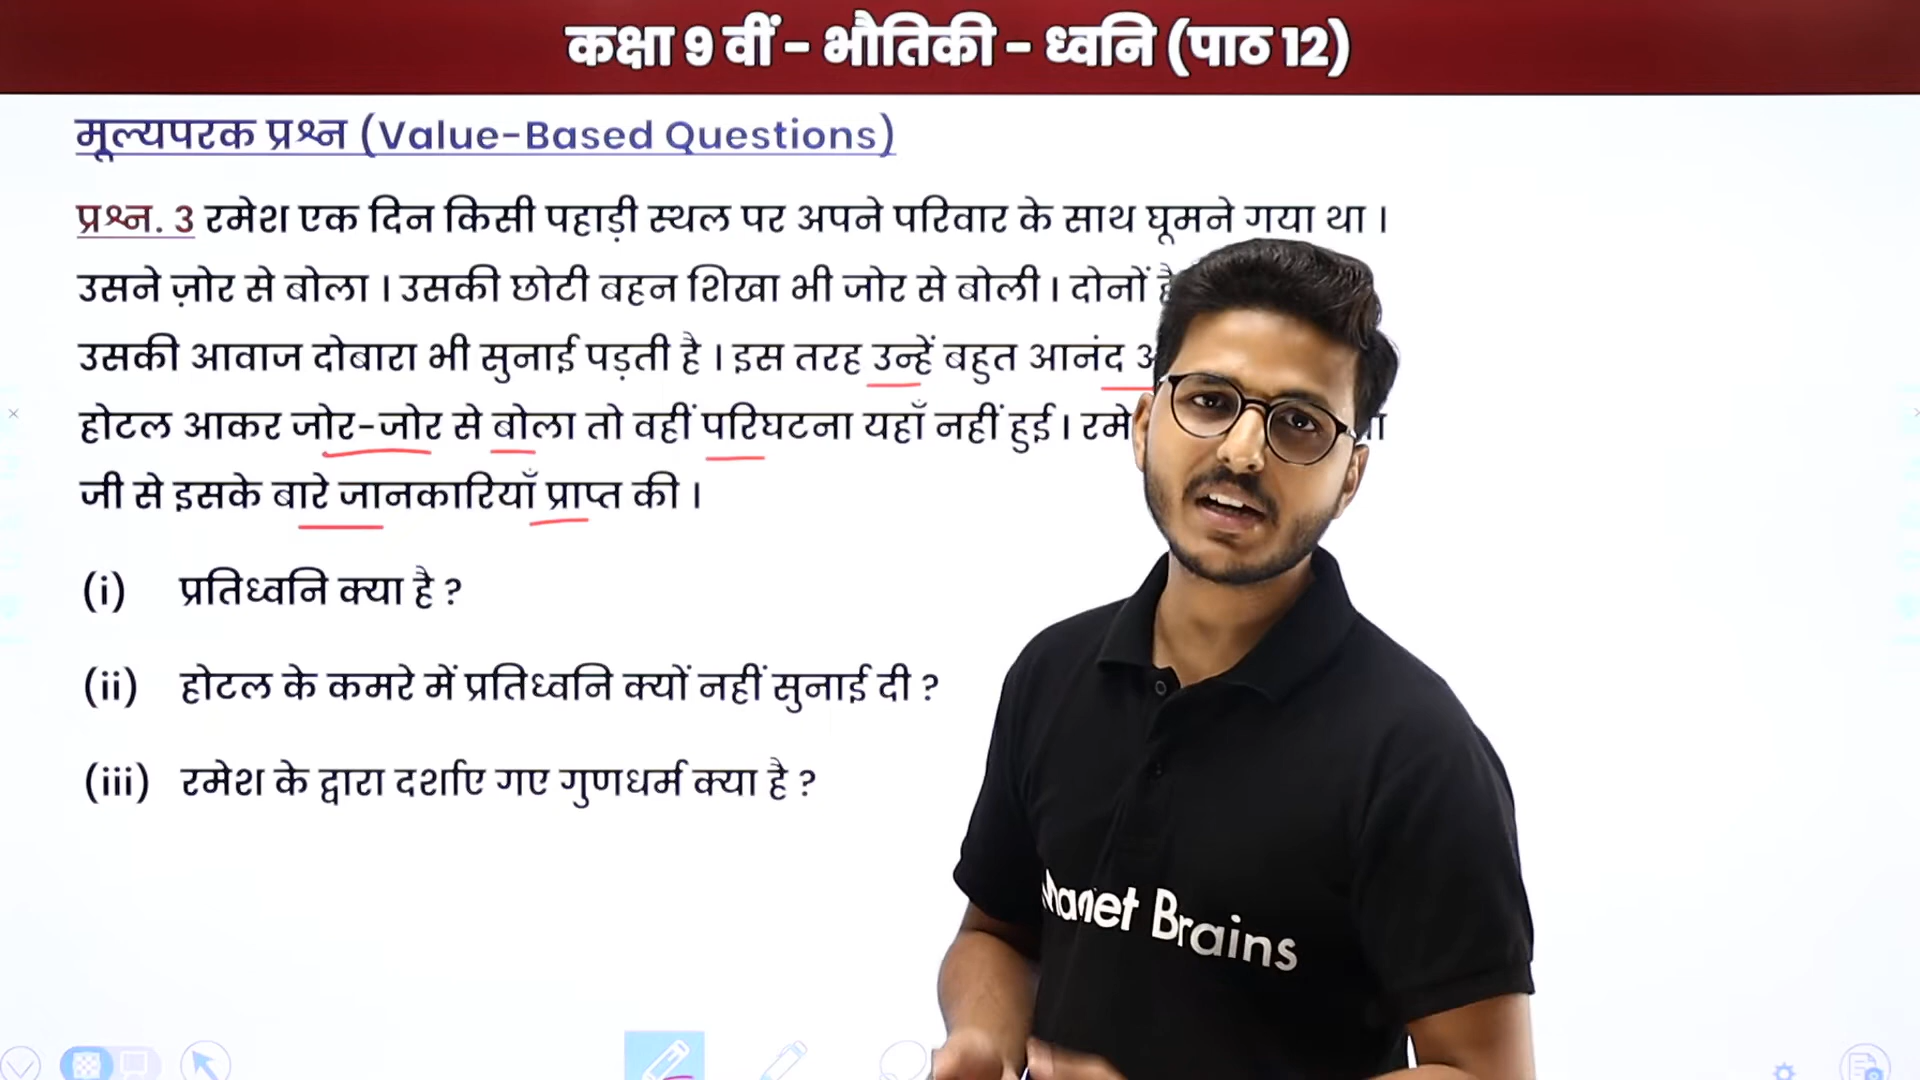 कक्षा 9 वीं - भौतिकी - ध्वनि (पाठ 12)
मूल्यपरक प्रश्न (Value-Based Questions)
प्रश्न. 3 रमेश एक दिन किसी पहाड़ी स्थल पर अपने परिवार के साथ घूमने गया था ।
उसने ज़ोर से बोला । उसकी छोटी बहन शिखा भी जोर से बोली । दोनों
उसकी आवाज दोबारा भी सुनाई पड़ती है । इस तरह उन्हें बहुत आनंद
होटल आकर जोर-जोर से बोला तो वहीं परिघटना यहाँ नहीं हुई ।
जी से इसके बारे जानकारियाँ प्राप्त की ।
(i) प्रतिध्वनि क्या है ?
(ii) होटल के कमरे में प्रतिध्वनि क्यों नहीं सुनाई दी ?
(iii) रमेश के द्वारा दर्शाए गए गुणधर्म क्या है ?
Brains